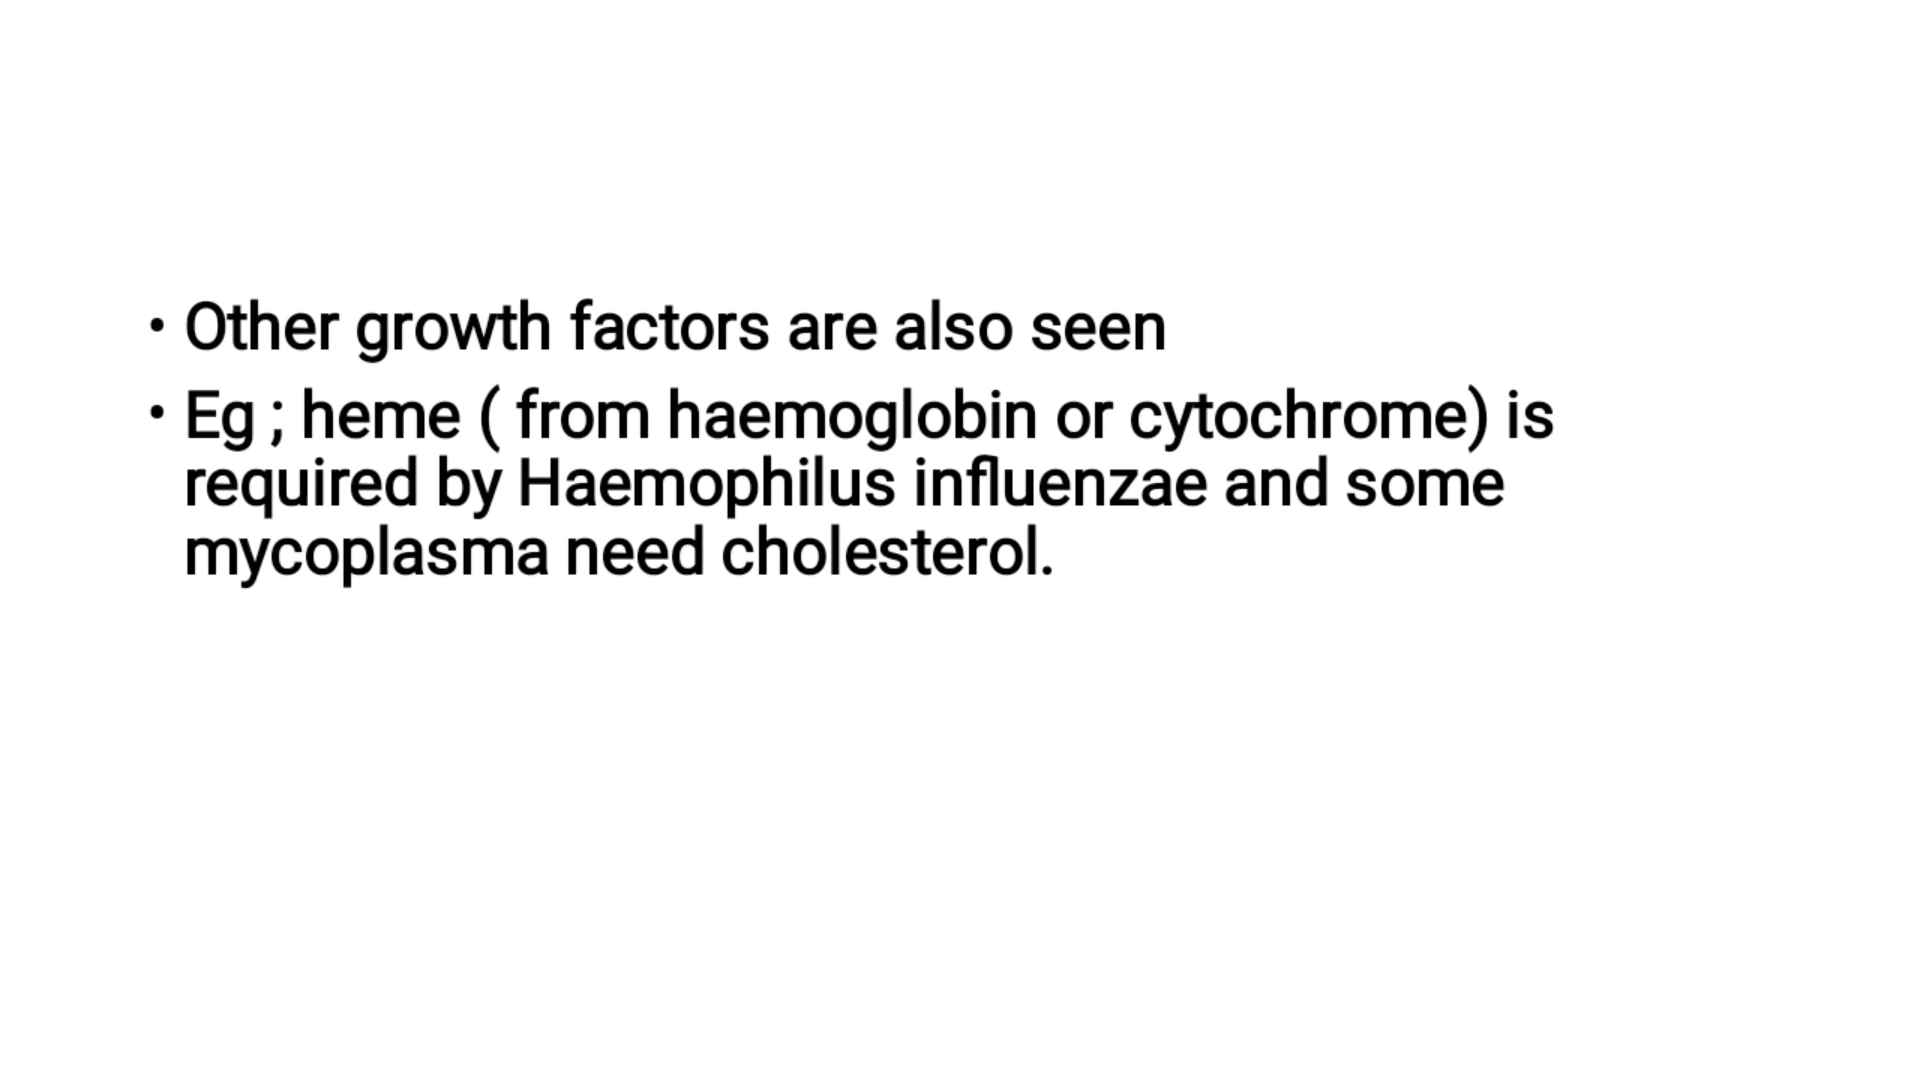 • Other growth factors are also seen
• Eg ; heme ( from haemoglobin or cytochrome) is
required by Haemophilus influenzae and some
mycoplasma need cholesterol.